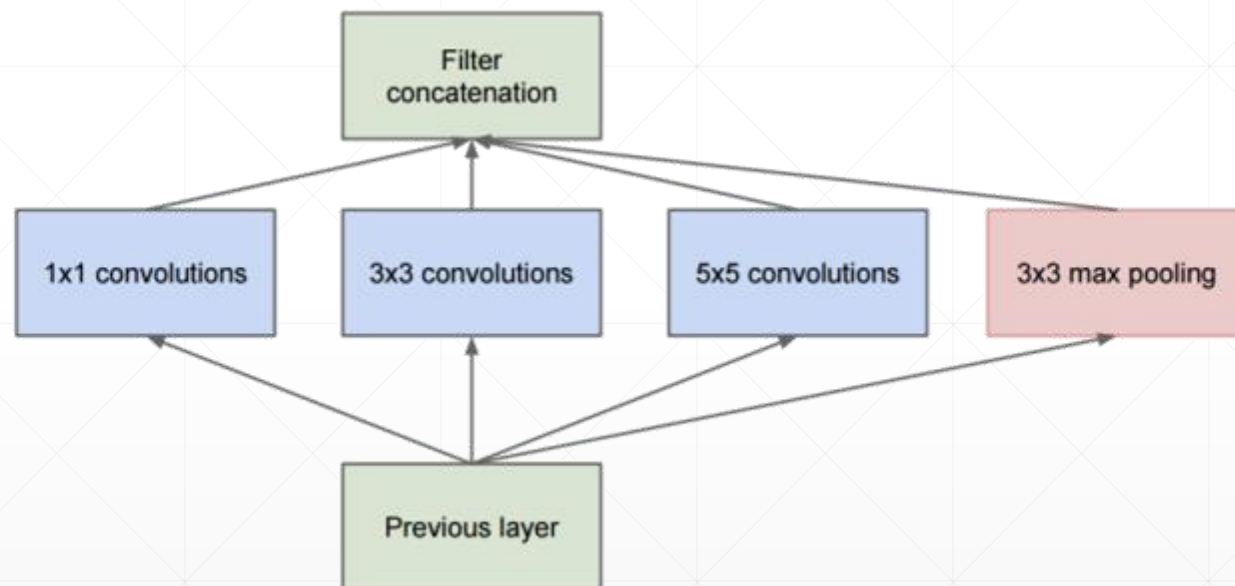 Filter
concatenation
1x1 convolutions
3x3 convolutions
5x5 convolutions
3x3 max pooling
Previous layer